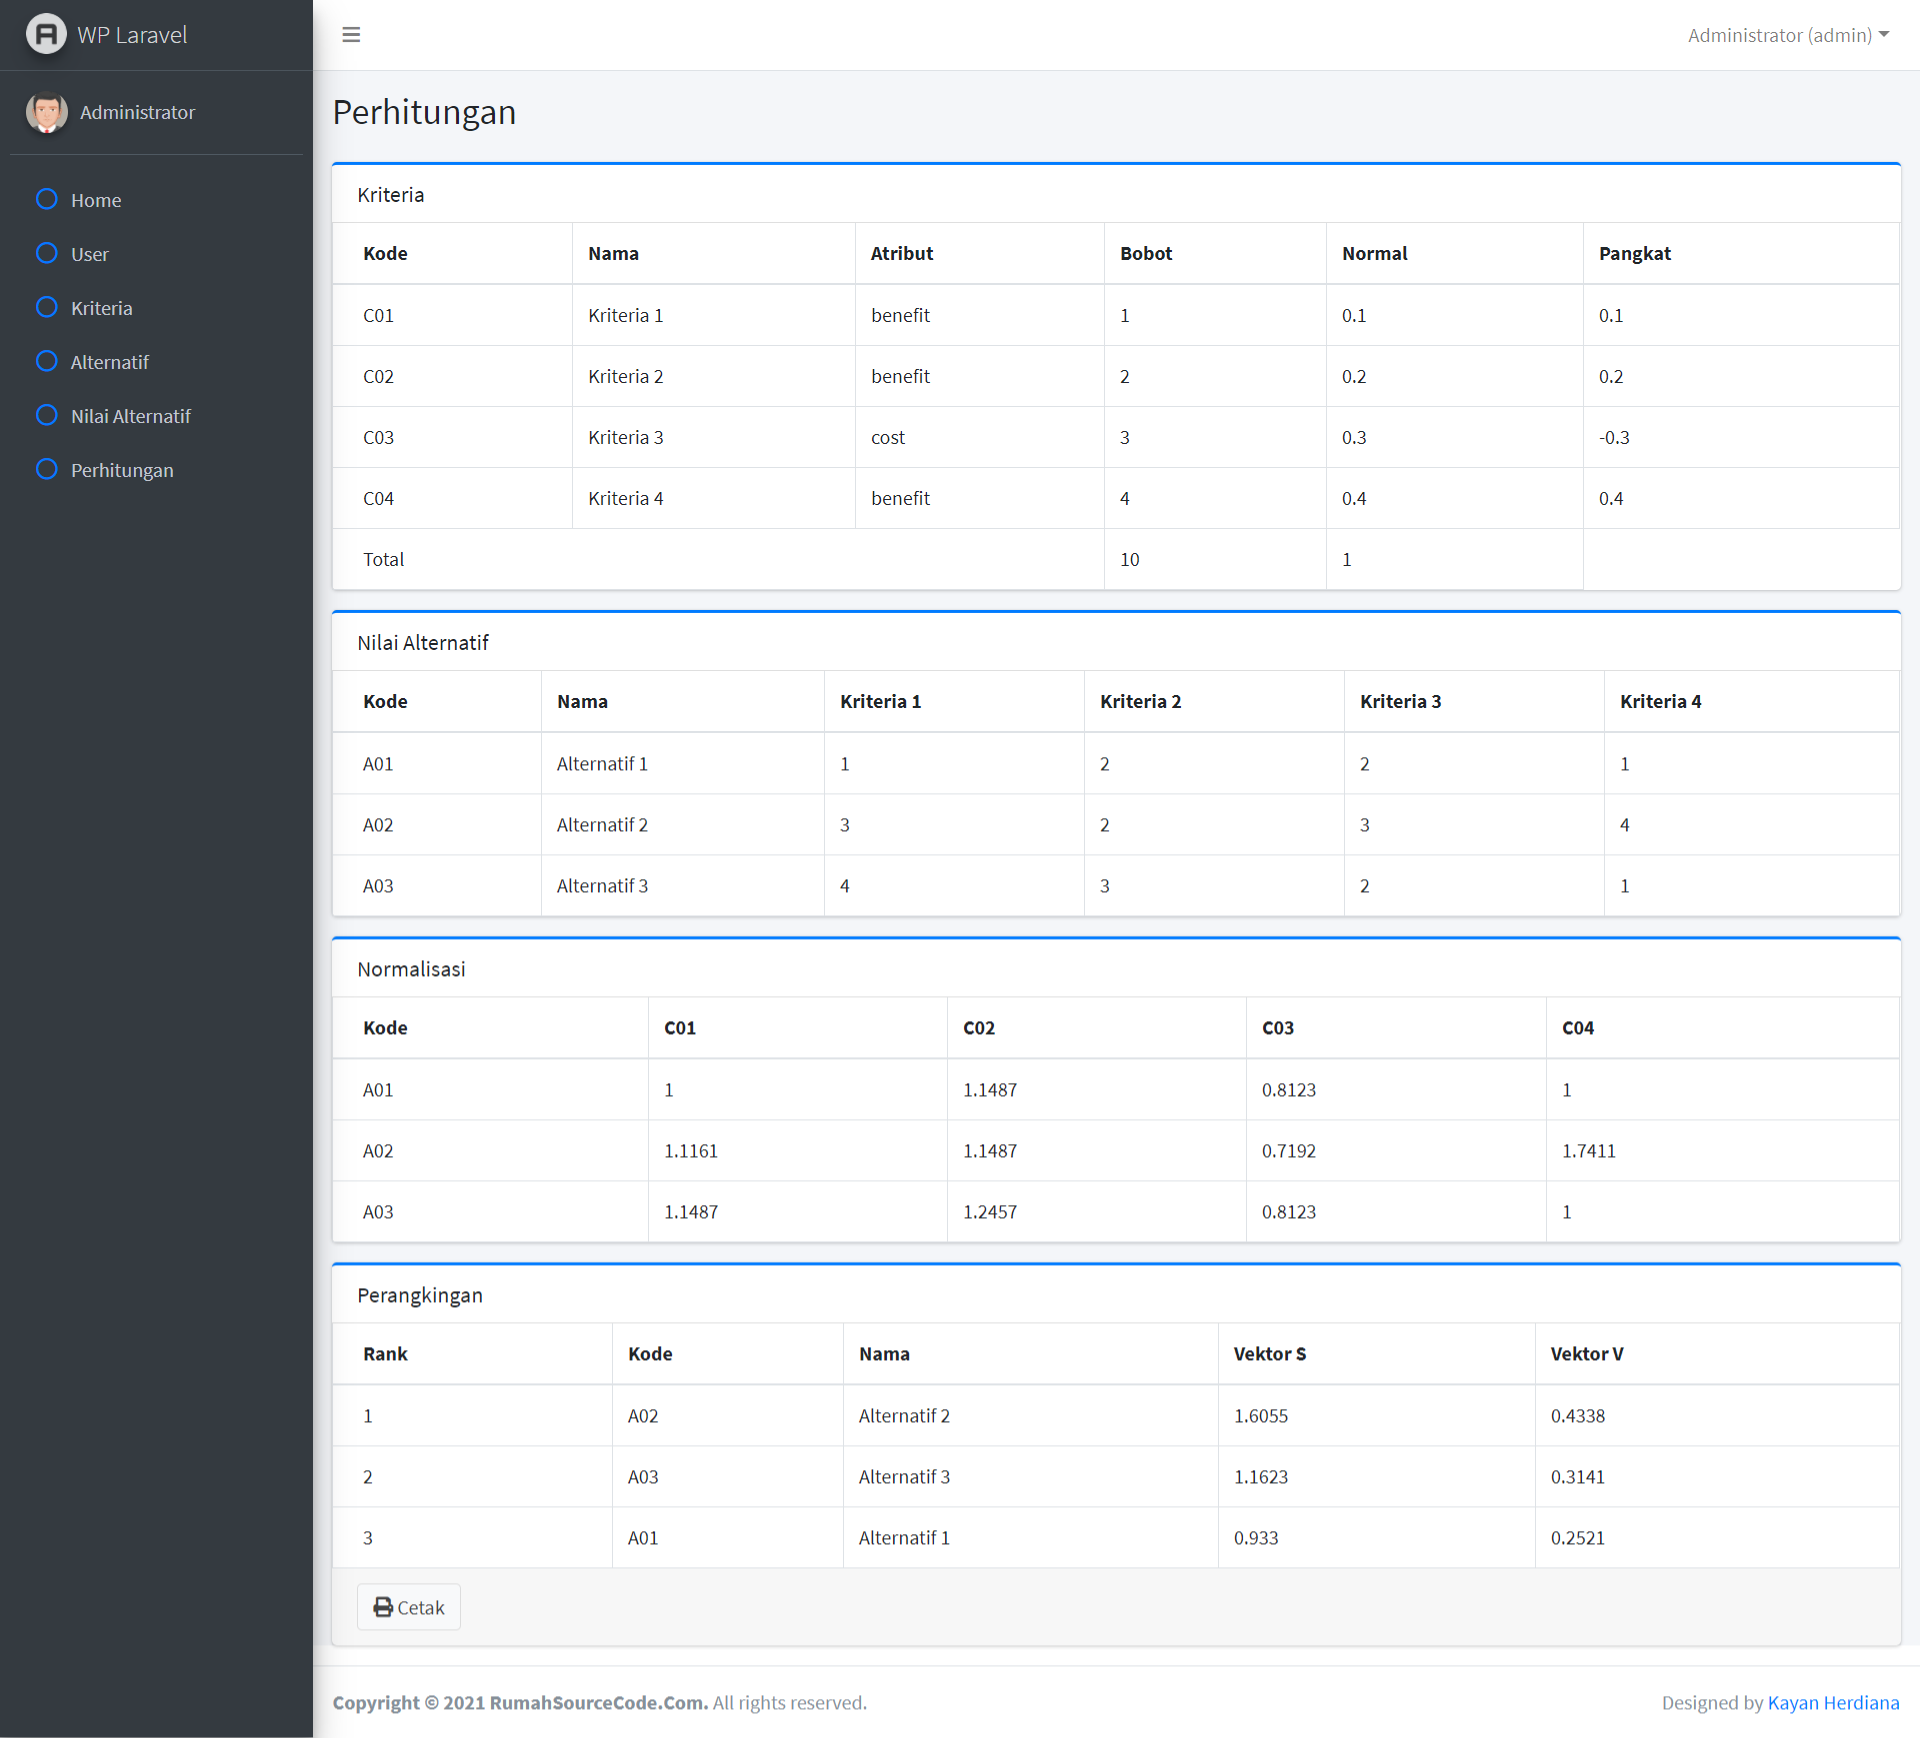 WP Laravel
Administrator (admin)
Administrator
Home
User
Kriteria
Alternatif
Nilai Alternatif
Perhitungan
Perhitungan
Kriteria
Kode Nama Atribut Bobot Normal Pangkat
C01 Kriteria 1 benefit 1 0.1 0.1
C02 Kriteria 2 benefit 2 0.2 0.2
C03 Kriteria 3 cost 3 0.3 -0.3
C04 Kriteria 4 benefit 4 0.4 0.4
Total 10 1
Nilai Alternatif
Kode Nama Kriteria 1 Kriteria 2 Kriteria 3 Kriteria 4
A01 Alternatif 1 1 2 2 1
A02 Alternatif 2 3 2 3 4
A03 Alternatif 3 4 3 2 1
Normalisasi
Kode C01 C02 C03 C04
A01 1 1.1487 0.8123 1
A02 1.1161 1.1487 0.7192 1.7411
A03 1.1487 1.2457 0.8123 1
Perangkingan
Rank Kode Nama Vektor S Vektor V
1 A02 Alternatif 2 1.6055 0.4338
2 A03 Alternatif 3 1.1623 0.3141
3 A01 Alternatif 1 0.933 0.2521
Cetak
Copyright © 2021 RumahSourceCode.Com. All rights reserved.
Designed by Kayan Herdiana